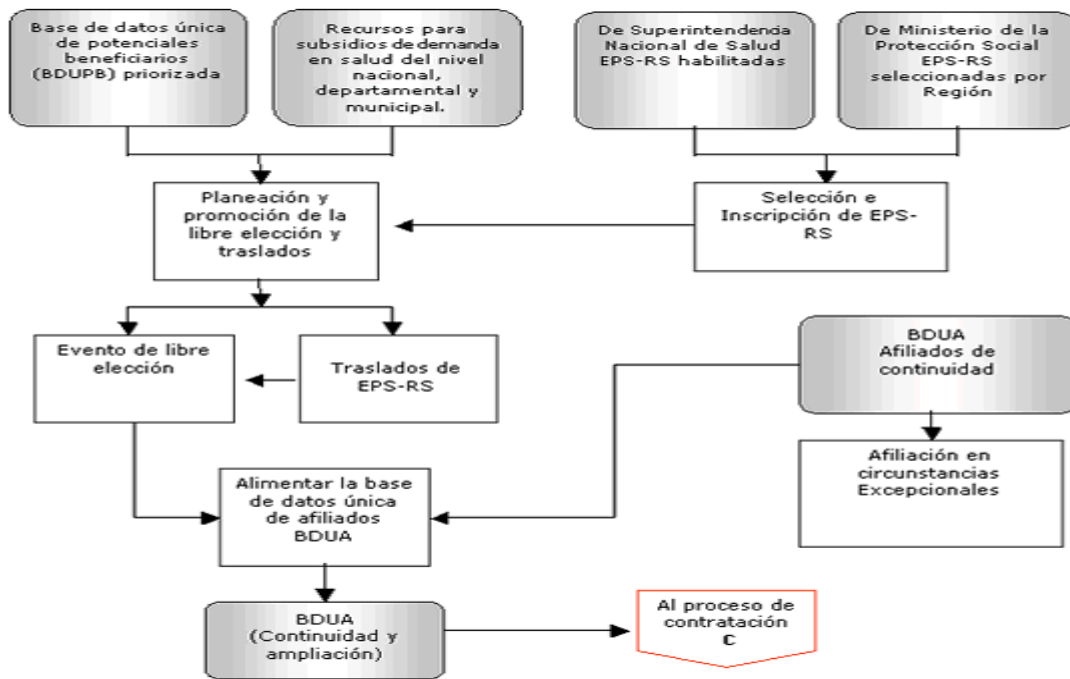 Base de datos única
de potenciales
beneficiarios
(BDUPB) priorizada
Recursos para
subsidios de demanda
en salud del nivel
nacional,
departamental y
municipal.
De Superintendencia
Nacional de Salud
EPS-RS habilitadas
De Ministerio de la
Protección Social
EPS-RS
seleccionadas por
Región
Planeación y
promoción de la
libre elección y
traslados
Selección e
Inscripción de EPS-
RS
Evento de libre
elección
Traslados de
EPS-RS
BDUA
Afiliados de
continuidad
Afiliación en
circunstancias
Excepcionales
Alimentar la base
de datos única
de afiliados
BDUA
BDUA
(Continuidad y
ampliación)
Al proceso de
contratación
C